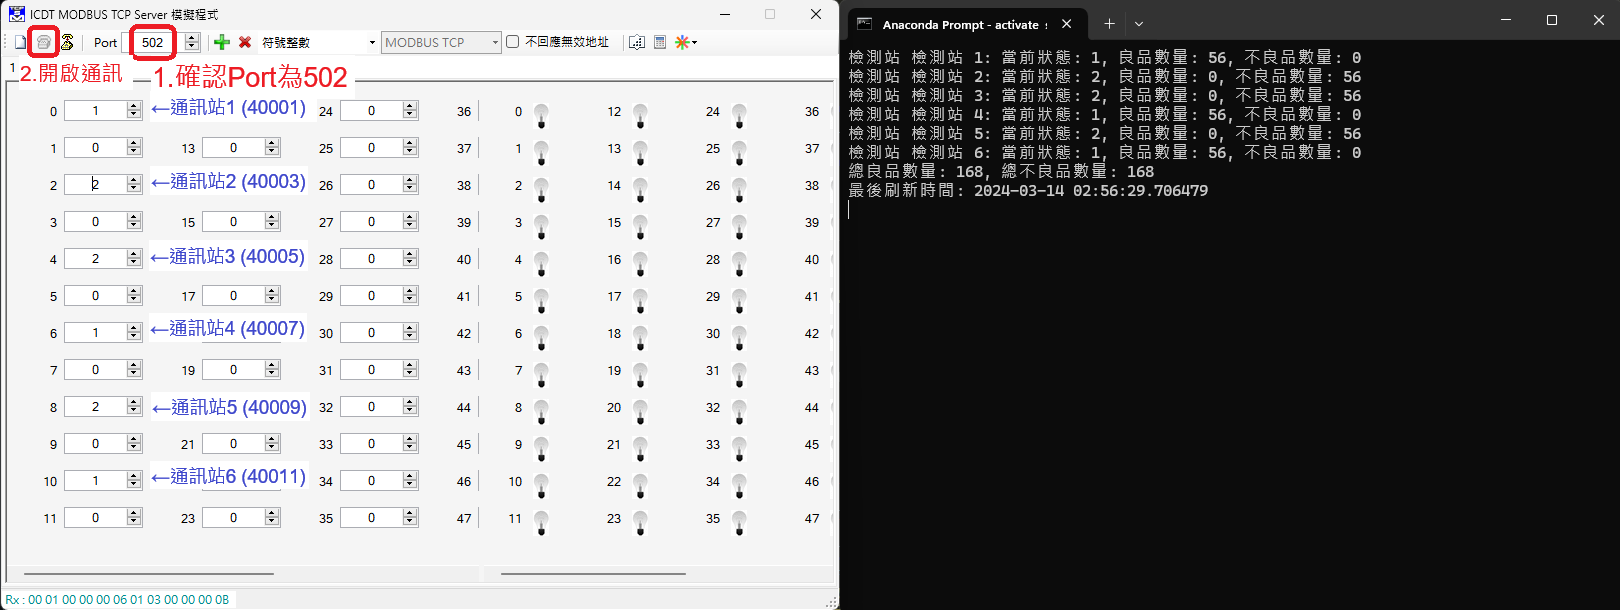 ICDT MODBUS TCP Server 模擬程式
Port 502 符號整數 MODBUS TCP 不回應無效地址
1
2.開啟通訊 1.確認Port為502
0 1 ←通訊站1 (40001) 24 0 36 0 12 24 36
1 0 13 0 25 0 37 1 13 25 37
2 2 ←通訊站2 (40003) 26 0 38 2 14 26 38
3 0 15 0 27 0 39 3 15 27 39
4 2 ←通訊站3 (40005) 28 0 40 4 16 28 40
5 0 17 0 29 0 41 5 17 29 41
6 1 ←通訊站4 (40007) 30 0 42 6 18 30 42
7 0 19 0 31 0 43 7 19 31 43
8 2 ←通訊站5 (40009) 32 0 44 8 20 32 44
9 0 21 0 33 0 45 9 21 33 45
10 1 ←通訊站6 (40011) 34 0 46 10 22 34 46
11 0 23 0 35 0 47 11 23 35 47
Rx : 00 01 00 00 00 06 01 03 00 00 00 0B
Anaconda Prompt - activate
檢測站 檢測站 1: 當前狀態: 1, 良品數量: 56, 不良品數量: 0
檢測站 檢測站 2: 當前狀態: 2, 良品數量: 0, 不良品數量: 56
檢測站 檢測站 3: 當前狀態: 2, 良品數量: 0, 不良品數量: 56
檢測站 檢測站 4: 當前狀態: 1, 良品數量: 56, 不良品數量: 0
檢測站 檢測站 5: 當前狀態: 2, 良品數量: 0, 不良品數量: 56
檢測站 檢測站 6: 當前狀態: 1, 良品數量: 56, 不良品數量: 0
總良品數量: 168, 總不良品數量: 168
最後刷新時間: 2024-03-14 02:56:29.706479